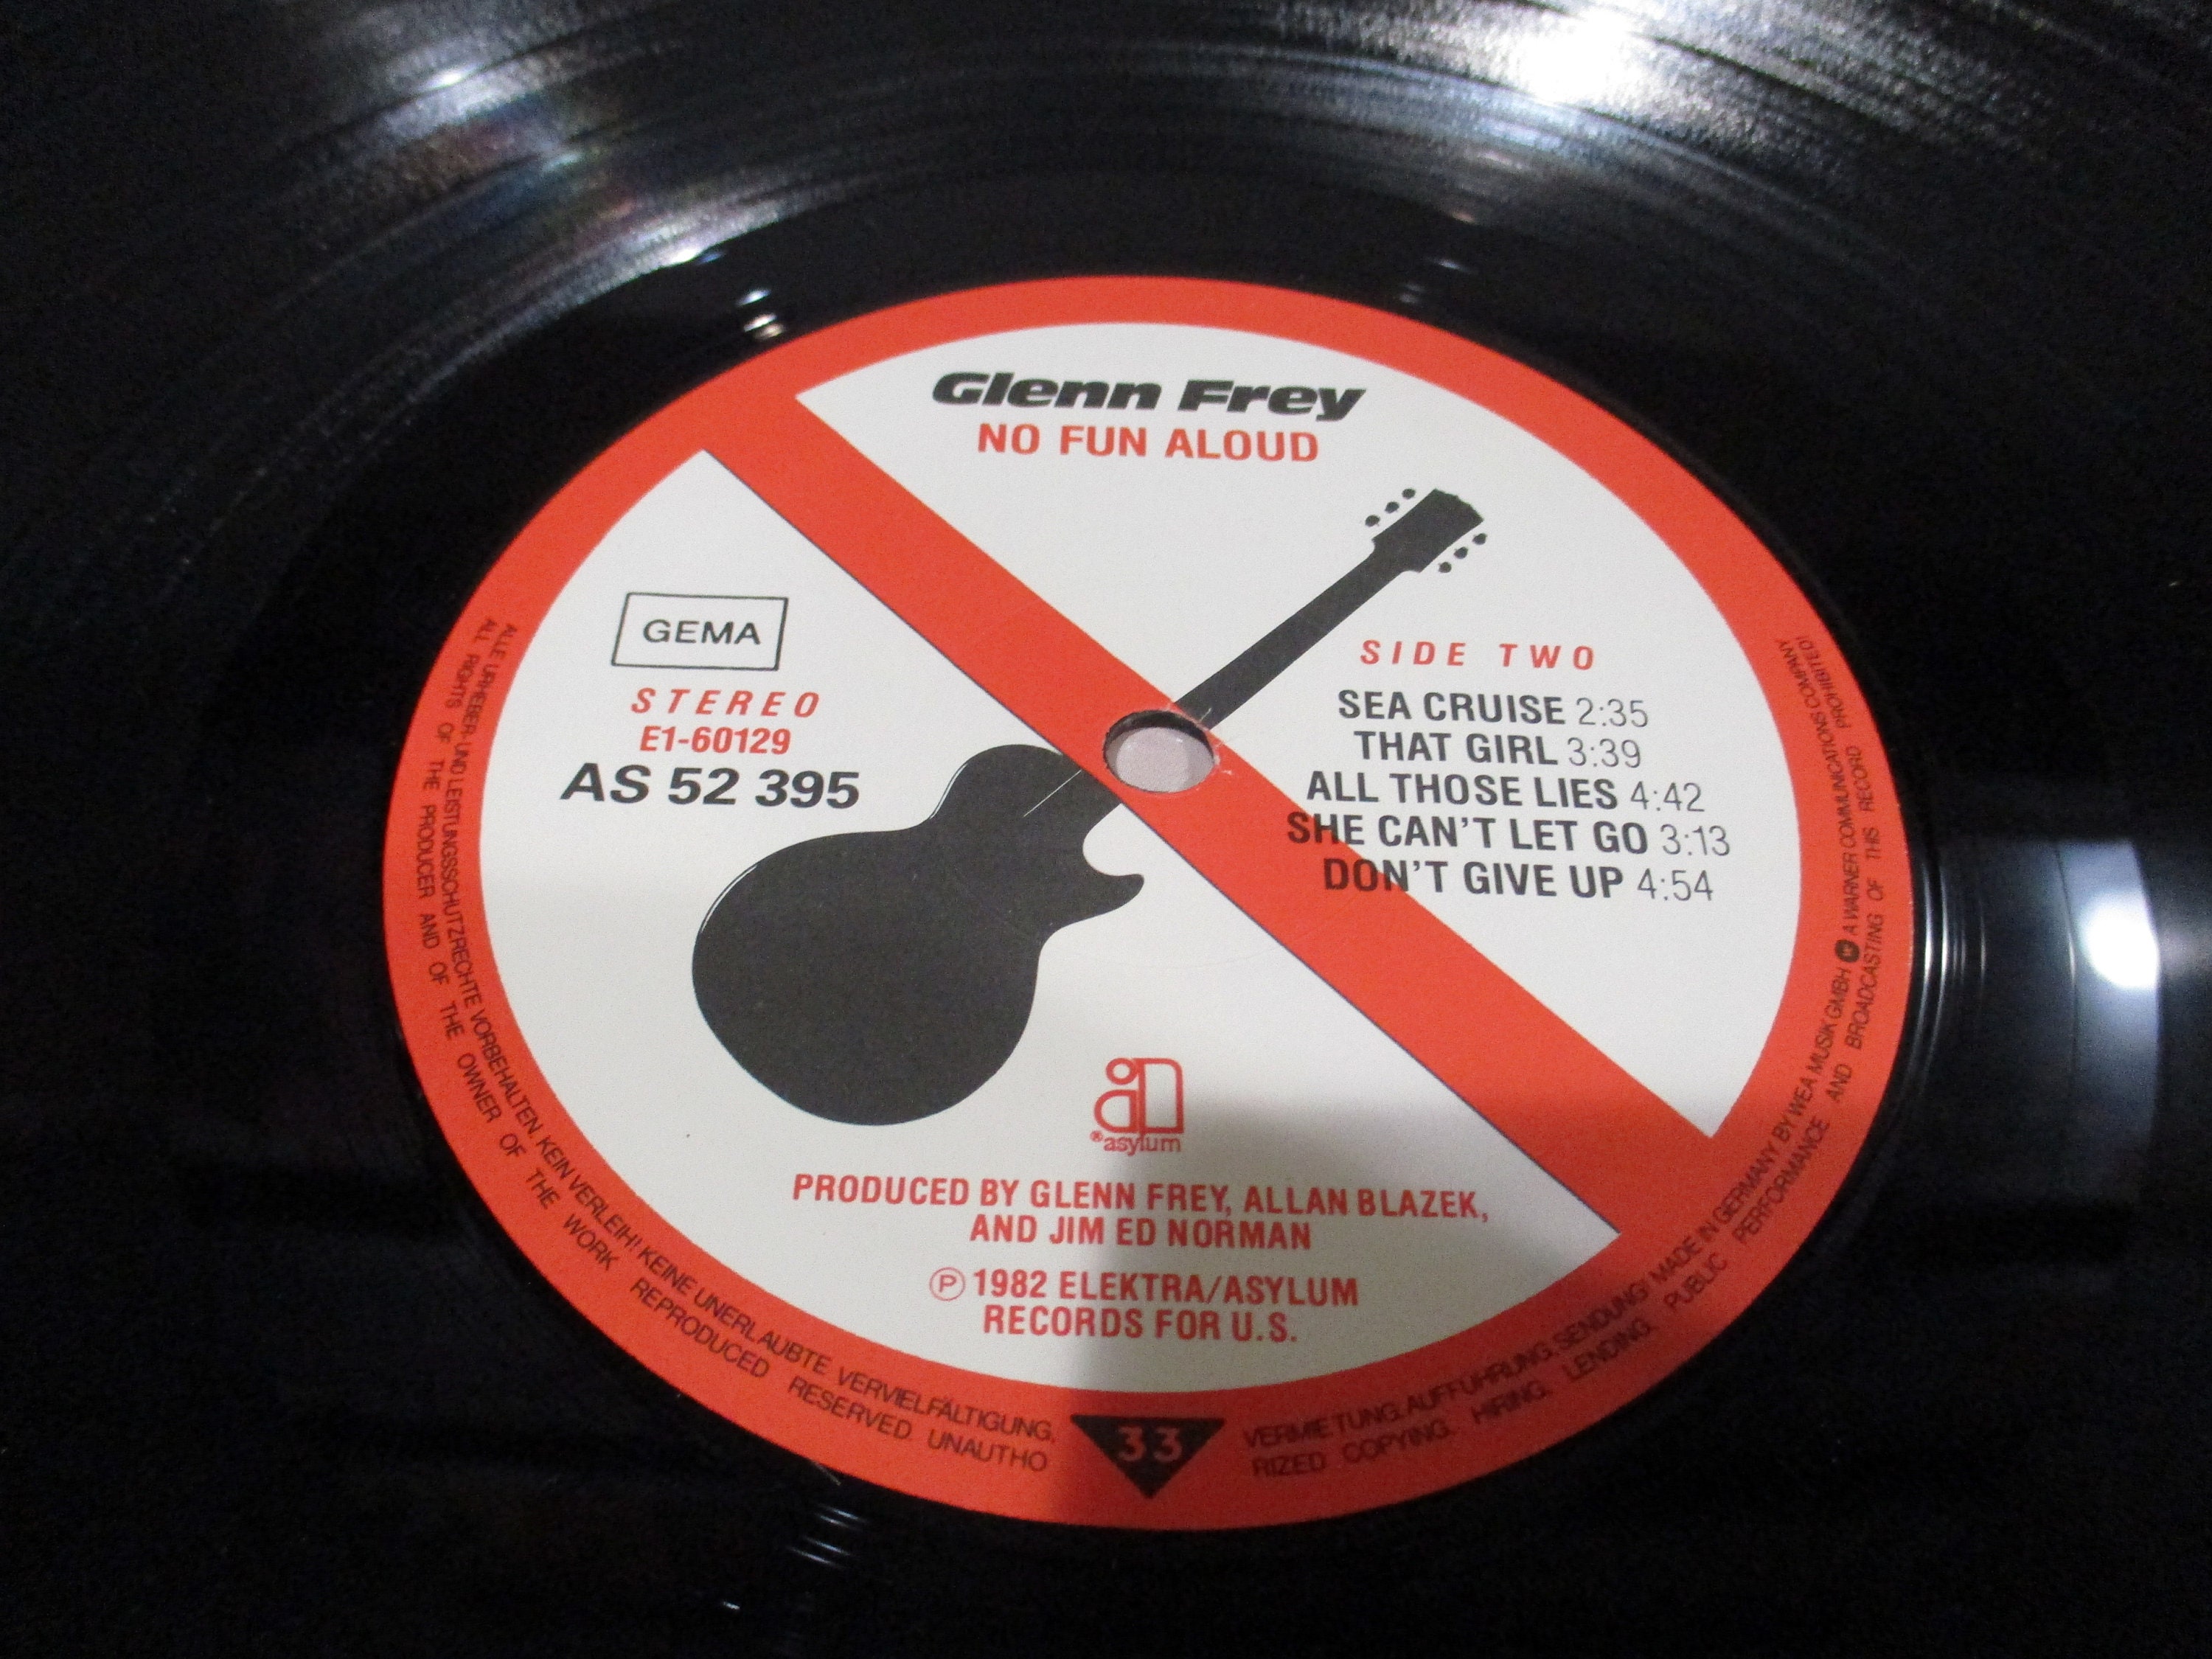 Glenn Frey
NO FUN ALOUD
GEMA
STEREO
E1-60129
AS 52 395
SIDE TWO
SEA CRUISE 2:35
THAT GIRL 3:39
ALL THOSE LIES 4:42
SHE CAN'T LET GO 3:13
DON'T GIVE UP 4:54
®asylum
PRODUCED BY GLENN FREY, ALLAN BLAZEK,
AND JIM ED NORMAN
Ⓟ 1982 ELEKTRA/ASYLUM
RECORDS FOR U.S.
33
ALLE URHEBER- UND LEISTUNGSSCHUTZRECHTE VORBEHALTEN. KEIN VERLEIH! KEINE UNERLAUBTE VERVIELFÄLTIGUNG, VERMIETUNG, AUFFÜHRUNG, SENDUNG! MADE IN GERMANY BY WEA MUSIK GMBH A WARNER COMMUNICATIONS COMPANY
ALL RIGHTS OF THE PRODUCER AND OF THE OWNER OF THE WORK REPRODUCED RESERVED. UNAUTHORIZED COPYING. HIRING. LENDING. PUBLIC PERFORMANCE AND BROADCASTING OF THIS RECORD PROHIBITED!